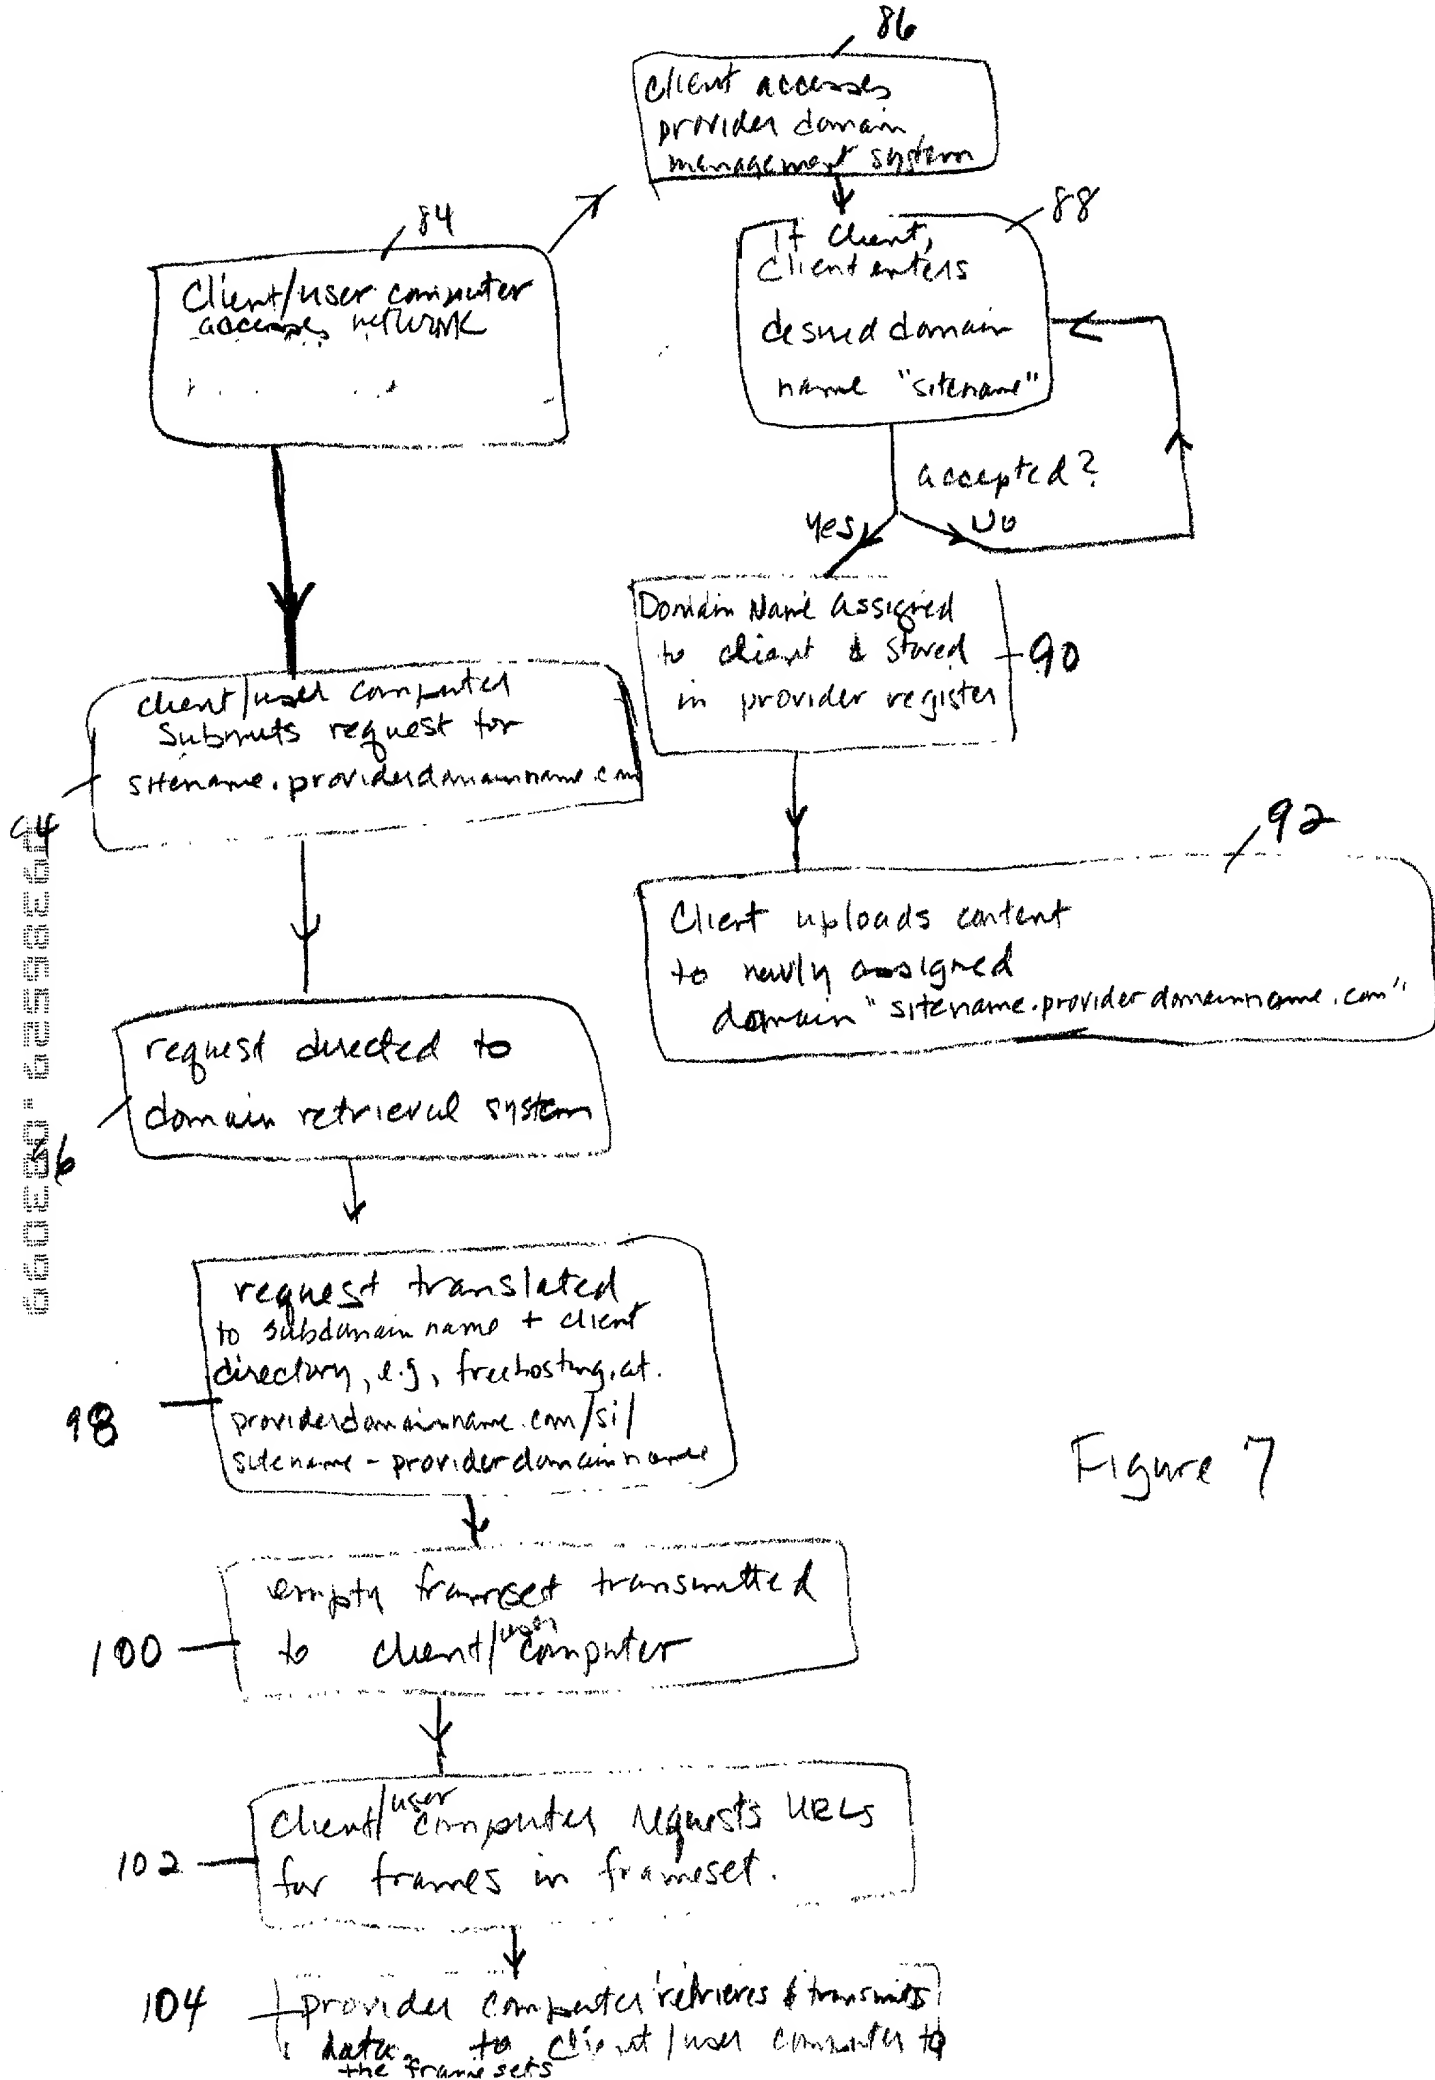 86
Client accesses
provider domain
management system
84
Client/user computer
accesses network
88
If Client,
Client enters
desired domain
name "sitename"
accepted?
Yes
No
Domain Name Assigned
to client & stored
in provider register
90
client/user computer
Submits request for
sitename.providerdomainname.com
94
92
Client uploads content
to newly assigned
domain "sitename.providerdomainname.com"
request directed to
domain retrieval system
request translated
to subdomain name + client
directory, e.g., freehosting.at.
providerdomainname.com/si/
sitename-providerdomainname
98
Figure 7
empty frameset transmitted
to client/user computer
100
client/user computer requests URLs
for frames in frameset.
102
104
provider computer retrieves & transmits
data to client/user computer to
the frame sets